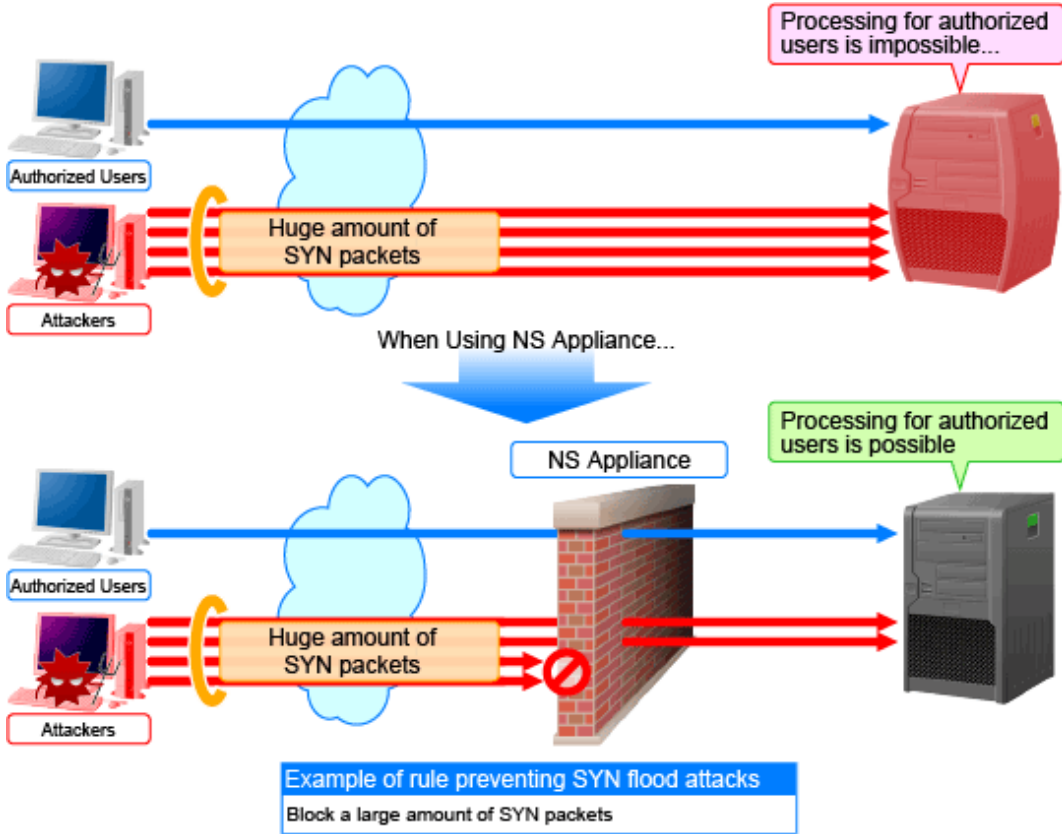 Processing for authorized
users is impossible...
Authorized Users
Huge amount of
SYN packets
Attackers
When Using NS Appliance...
Processing for authorized
users is possible
NS Appliance
Authorized Users
Huge amount of
SYN packets
Attackers
Example of rule preventing SYN flood attacks
Block a large amount of SYN packets